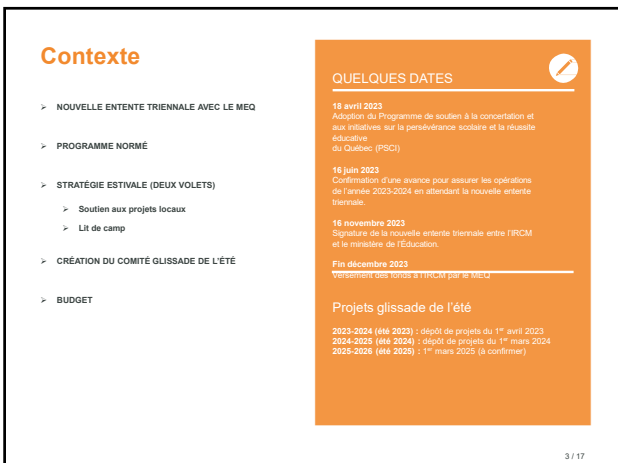 Contexte
➢ NOUVELLE ENTENTE TRIENNALE AVEC LE MEQ
➢ PROGRAMME NORMÉ
➢ STRATÉGIE ESTIVALE (DEUX VOLETS)
➢ Soutien aux projets locaux
➢ Lit de camp
➢ CRÉATION DU COMITÉ GLISSADE DE L'ÉTÉ
➢ BUDGET
QUELQUES DATES
18 avril 2023
Adoption du Programme de soutien à la concertation et
aux initiatives sur la persévérance scolaire et la réussite
éducative
du Québec (PSCI)
16 juin 2023
Confirmation d'une avance pour assurer les opérations
de l'année 2023-2024 en attendant la nouvelle entente
triennale.
16 novembre 2023
Signature de la nouvelle entente triennale entre l'IRCM
et le ministère de l'Éducation.
Fin décembre 2023
Versement des fonds à l'IRCM par le MEQ
Projets glissade de l'été
2023-2024 (été 2023) : dépôt de projets du 1er avril 2023
2024-2025 (été 2024) : dépôt de projets du 1er mars 2024
2025-2026 (été 2025) : 1er mars 2025 (à confirmer)
3 / 17